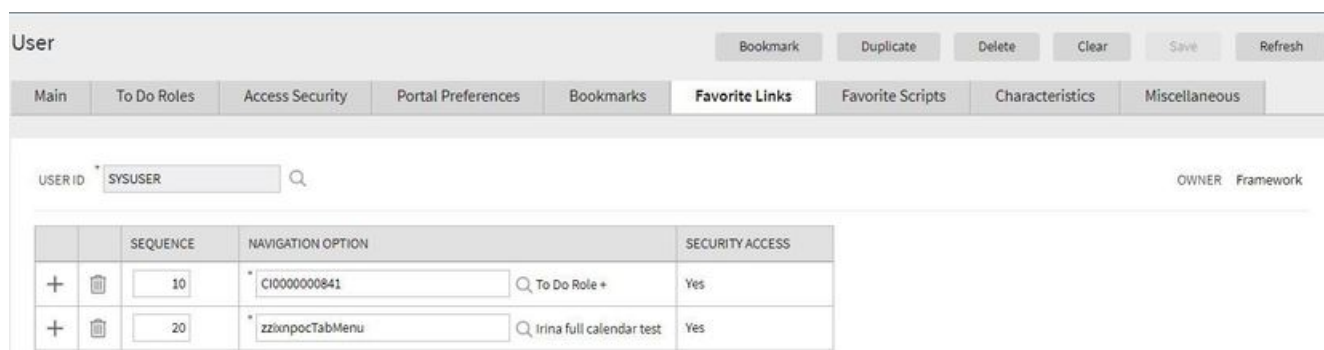 User
Bookmark Duplicate Delete Clear Save Refresh
Main To Do Roles Access Security Portal Preferences Bookmarks Favorite Links Favorite Scripts Characteristics Miscellaneous
USER ID * SYSUSER OWNER Framework
SEQUENCE NAVIGATION OPTION SECURITY ACCESS
+ 10 * CI0000000841 To Do Role + Yes
+ 20 * zzixnpocTabMenu Irina full calendar test Yes